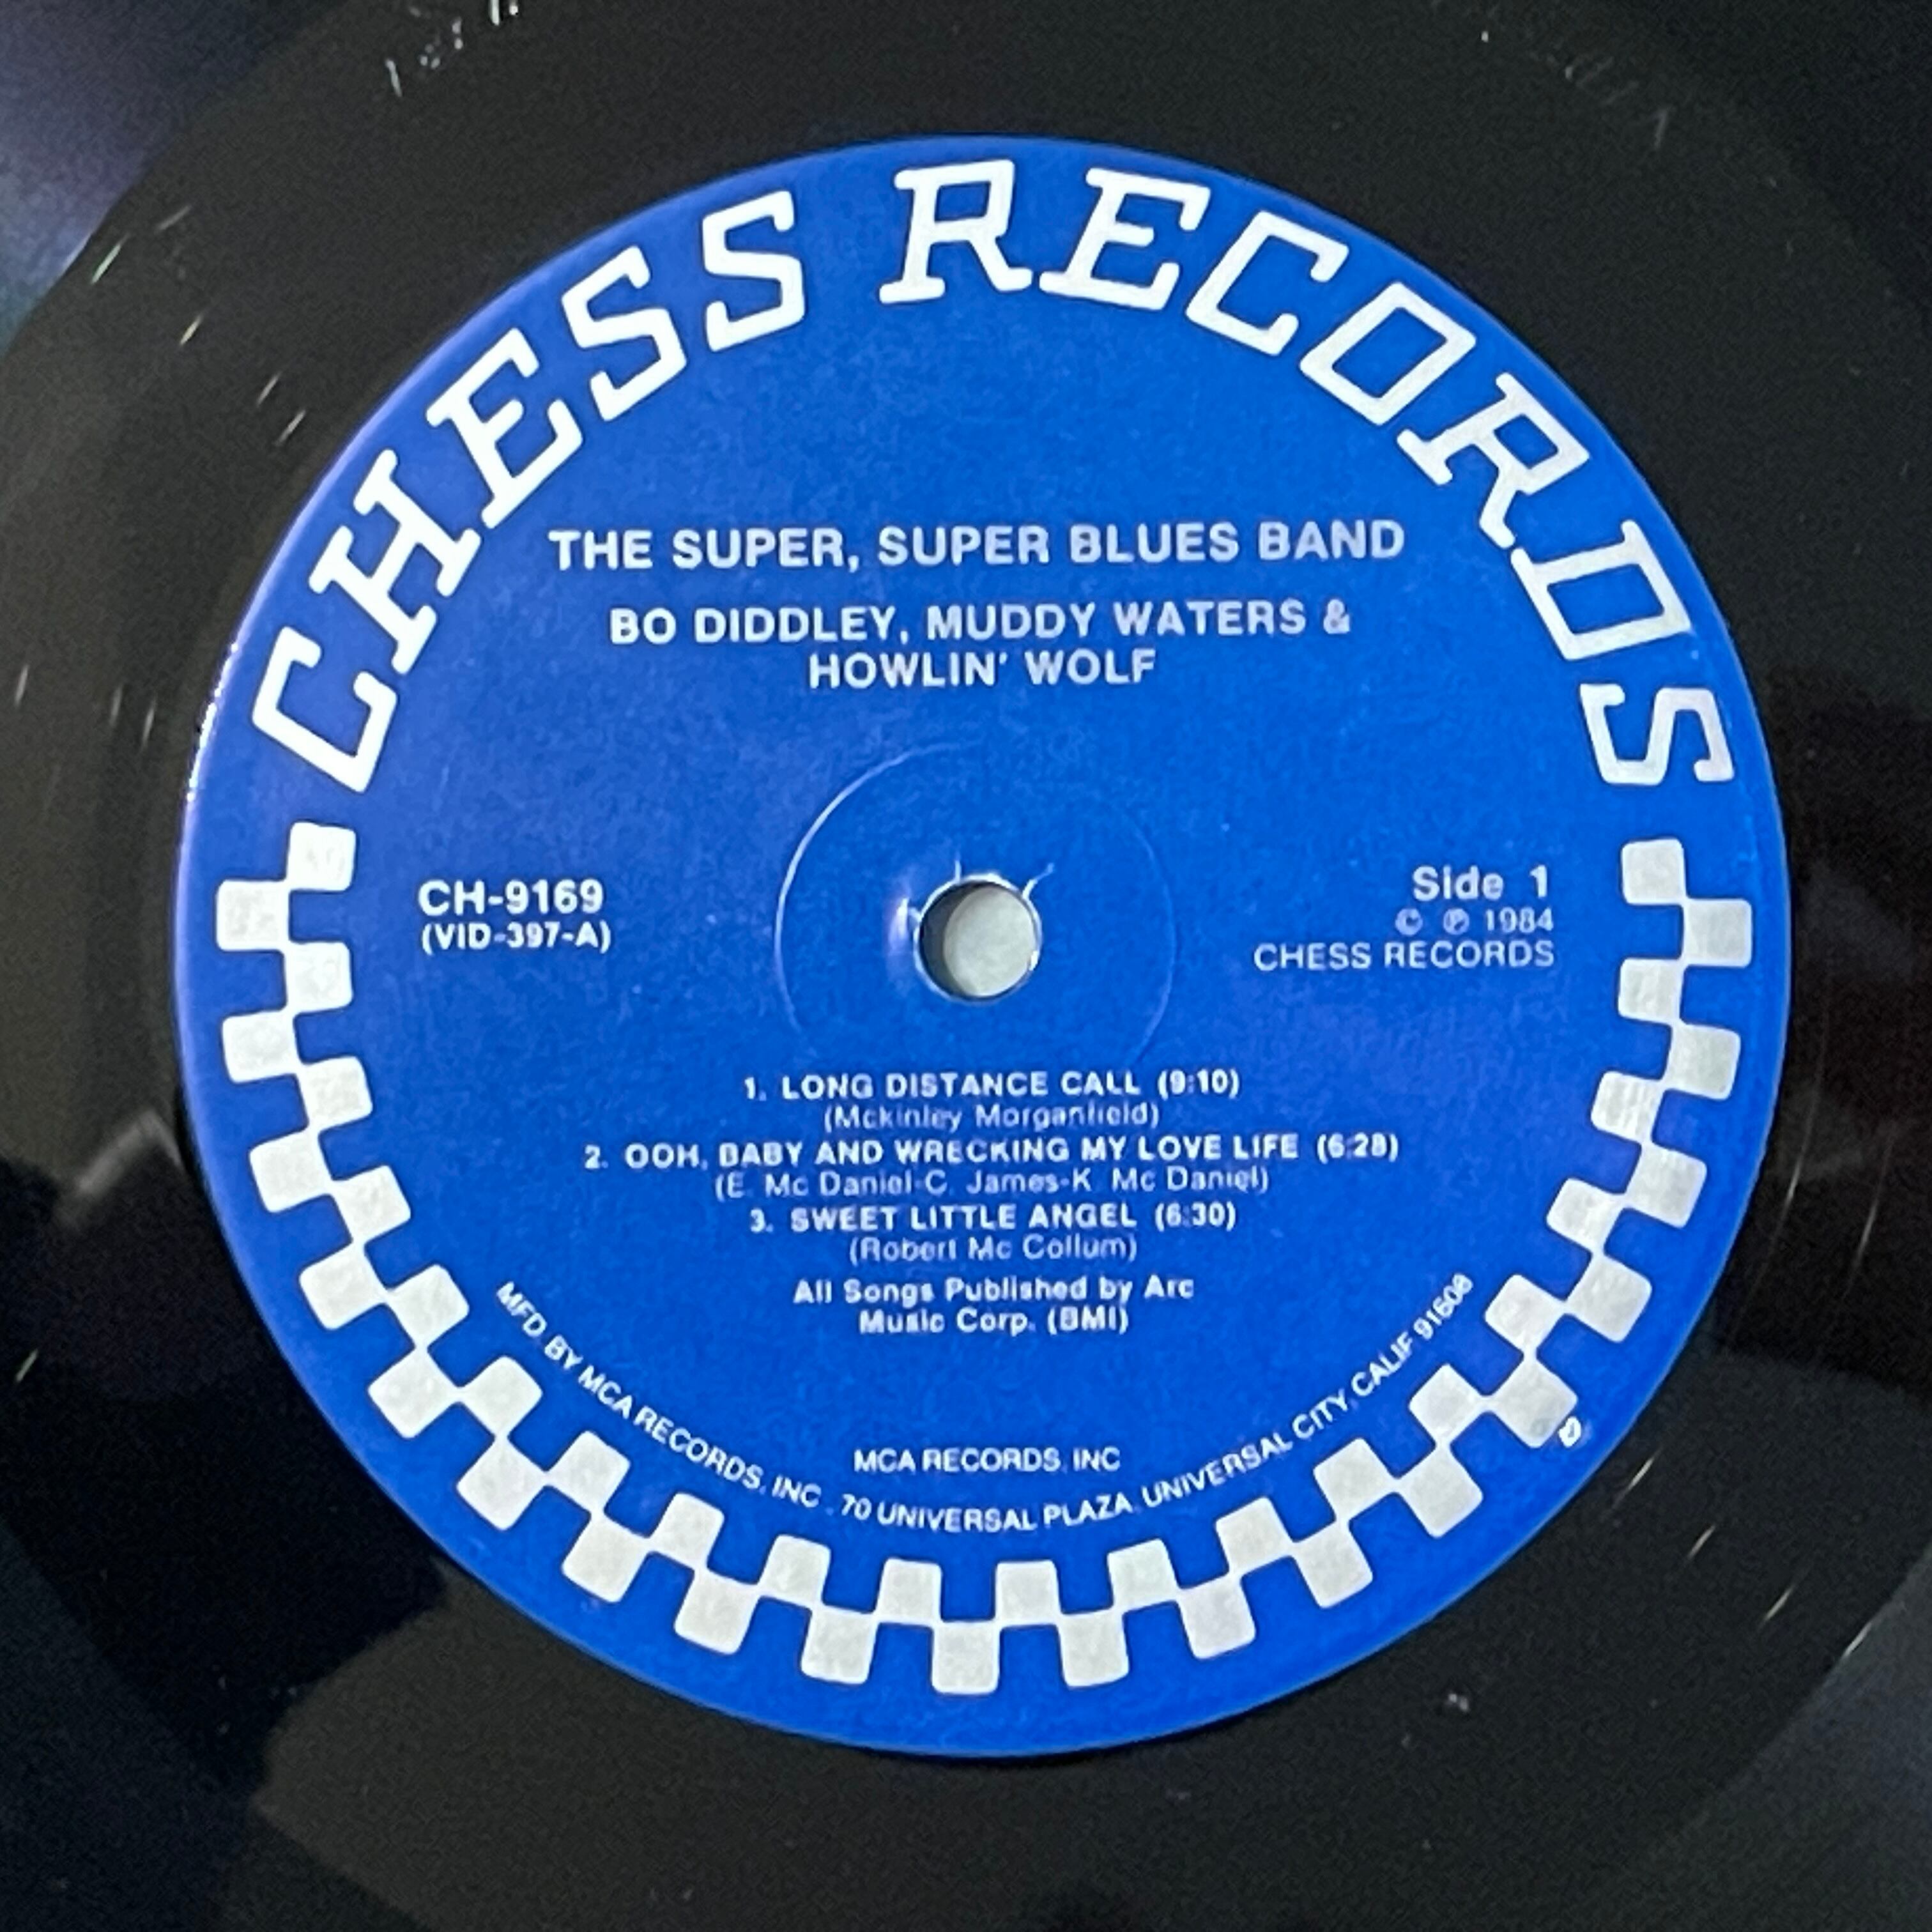 CHESS RECORDS
THE SUPER, SUPER BLUES BAND
BO DIDDLEY, MUDDY WATERS &
HOWLIN' WOLF
CH-9169
(VID-397-A)
Side 1
© ℗ 1984
CHESS RECORDS
1. LONG DISTANCE CALL (9:10)
(Mckinley Morganfield)
2. OOH, BABY AND WRECKING MY LOVE LIFE (6:28)
(E. Mc Daniel-C. James-K. Mc Daniel)
3. SWEET LITTLE ANGEL (6:30)
(Robert Mc Collum)
All Songs Published by Arc
Music Corp. (BMI)
MCA RECORDS, INC
MFD. BY MCA RECORDS, INC., 70 UNIVERSAL PLAZA, UNIVERSAL CITY, CALIF 91608